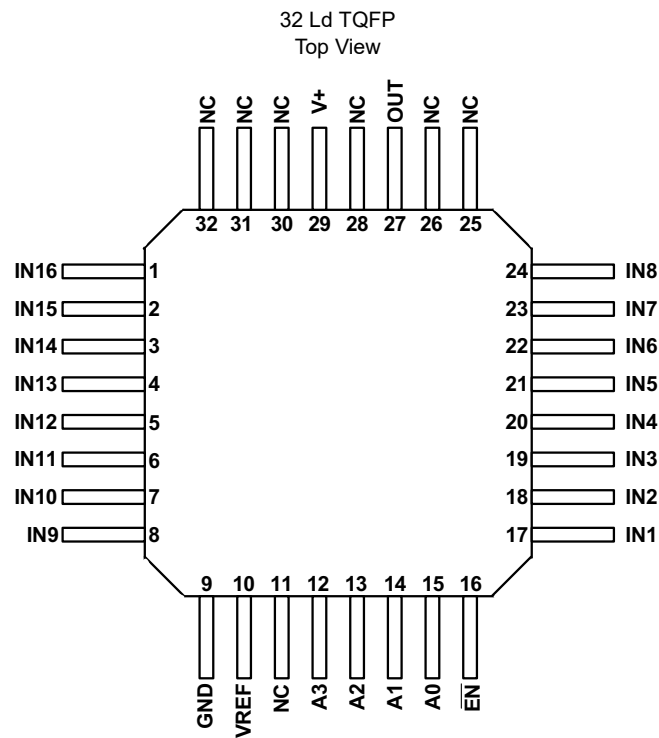 32 Ld TQFP
Top View
NC NC NC V+ NC OUT NC NC
32 31 30 29 28 27 26 25
IN16 1 24 IN8
IN15 2 23 IN7
IN14 3 22 IN6
IN13 4 21 IN5
IN12 5 20 IN4
IN11 6 19 IN3
IN10 7 18 IN2
IN9 8 17 IN1
9 10 11 12 13 14 15 16
GND VREF NC A3 A2 A1 A0 E̅N̅